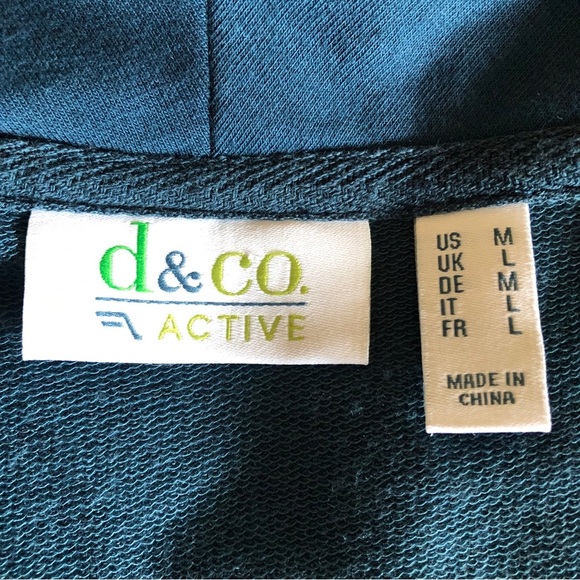 d&co.
ACTIVE
US M
UK L
DE M
IT L
FR L
MADE IN
CHINA